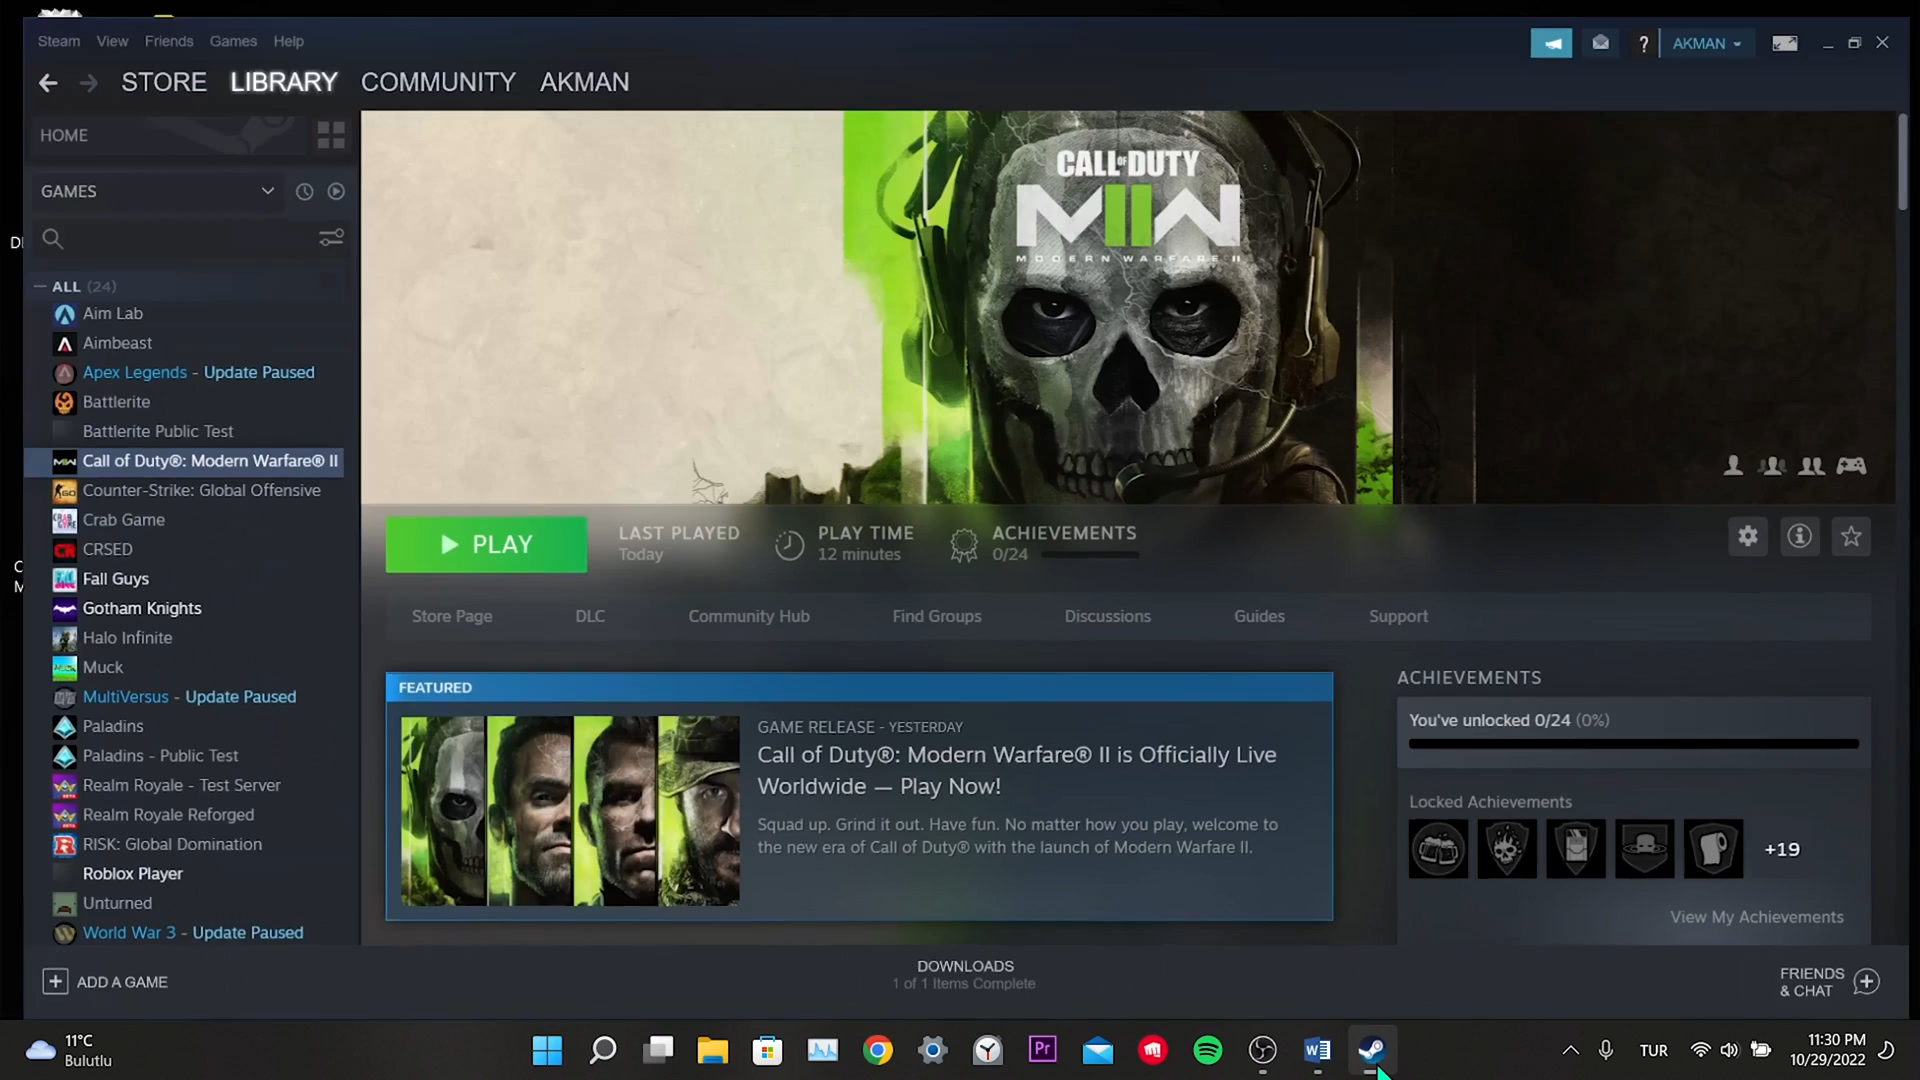 Steam View Friends Games Help
? AKMAN
STORE LIBRARY COMMUNITY AKMAN
HOME
GAMES
ALL (24)
Aim Lab
Aimbeast
Apex Legends - Update Paused
Battlerite
Battlerite Public Test
Call of Duty®: Modern Warfare® II
Counter-Strike: Global Offensive
Crab Game
CRSED
Fall Guys
Gotham Knights
Halo Infinite
Muck
MultiVersus - Update Paused
Paladins
Paladins - Public Test
Realm Royale - Test Server
Realm Royale Reforged
RISK: Global Domination
Roblox Player
Unturned
World War 3 - Update Paused
CALL OF DUTY
MWII
MODERN WARFARE II
PLAY
LAST PLAYED
Today
PLAY TIME
12 minutes
ACHIEVEMENTS
0/24
Store Page DLC Community Hub Find Groups Discussions Guides Support
FEATURED
GAME RELEASE - YESTERDAY
Call of Duty®: Modern Warfare® II is Officially Live
Worldwide — Play Now!
Squad up. Grind it out. Have fun. No matter how you play, welcome to
the new era of Call of Duty® with the launch of Modern Warfare II.
ACHIEVEMENTS
You've unlocked 0/24 (0%)
Locked Achievements
+19
View My Achievements
ADD A GAME
DOWNLOADS
1 of 1 Items Complete
FRIENDS
& CHAT
11°C
Bulutlu
Pr
TUR
11:30 PM
10/29/2022